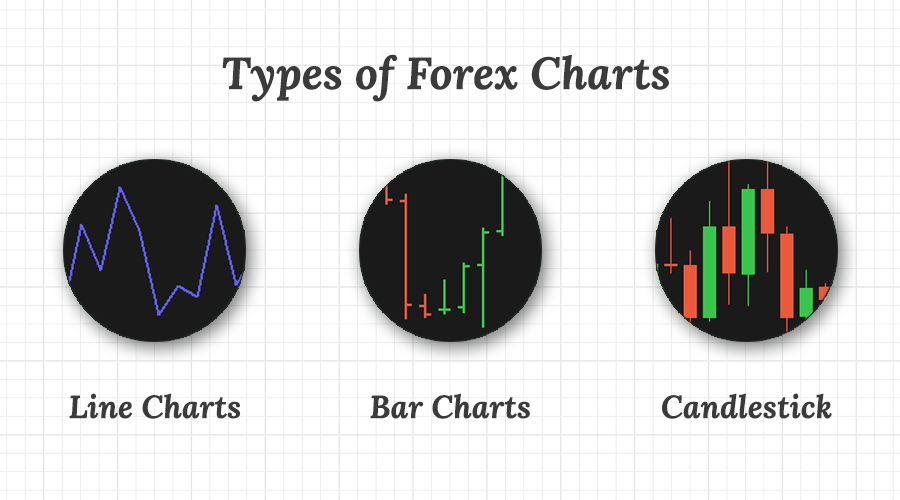 Types of Forex Charts
Line Charts
Bar Charts
Candlestick